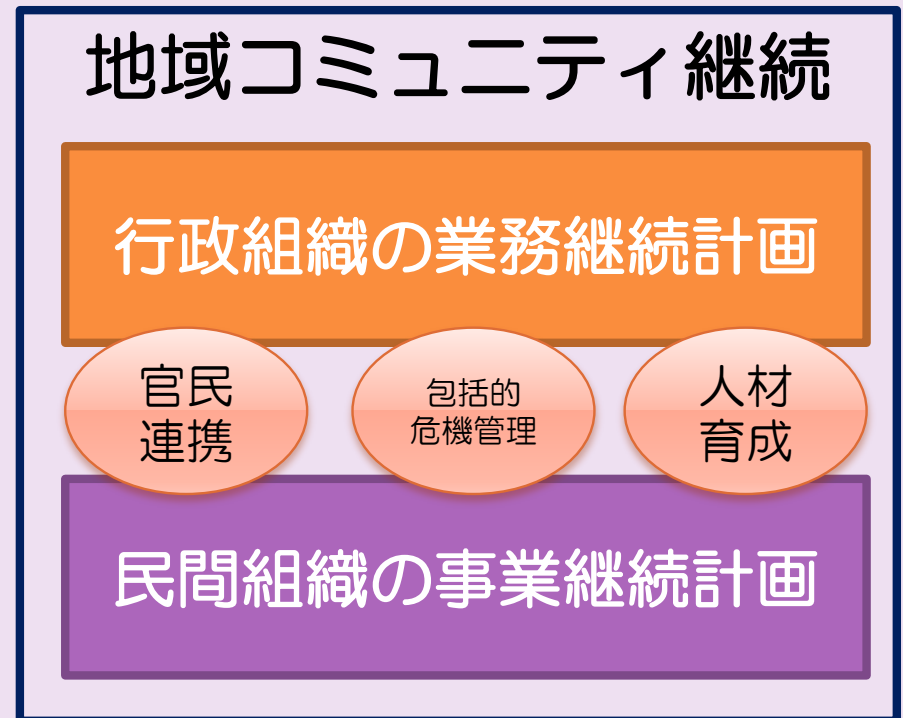 地域コミュニティ継続
行政組織の業務継続計画
官民
連携
包括的
危機管理
人材
育成
民間組織の事業継続計画